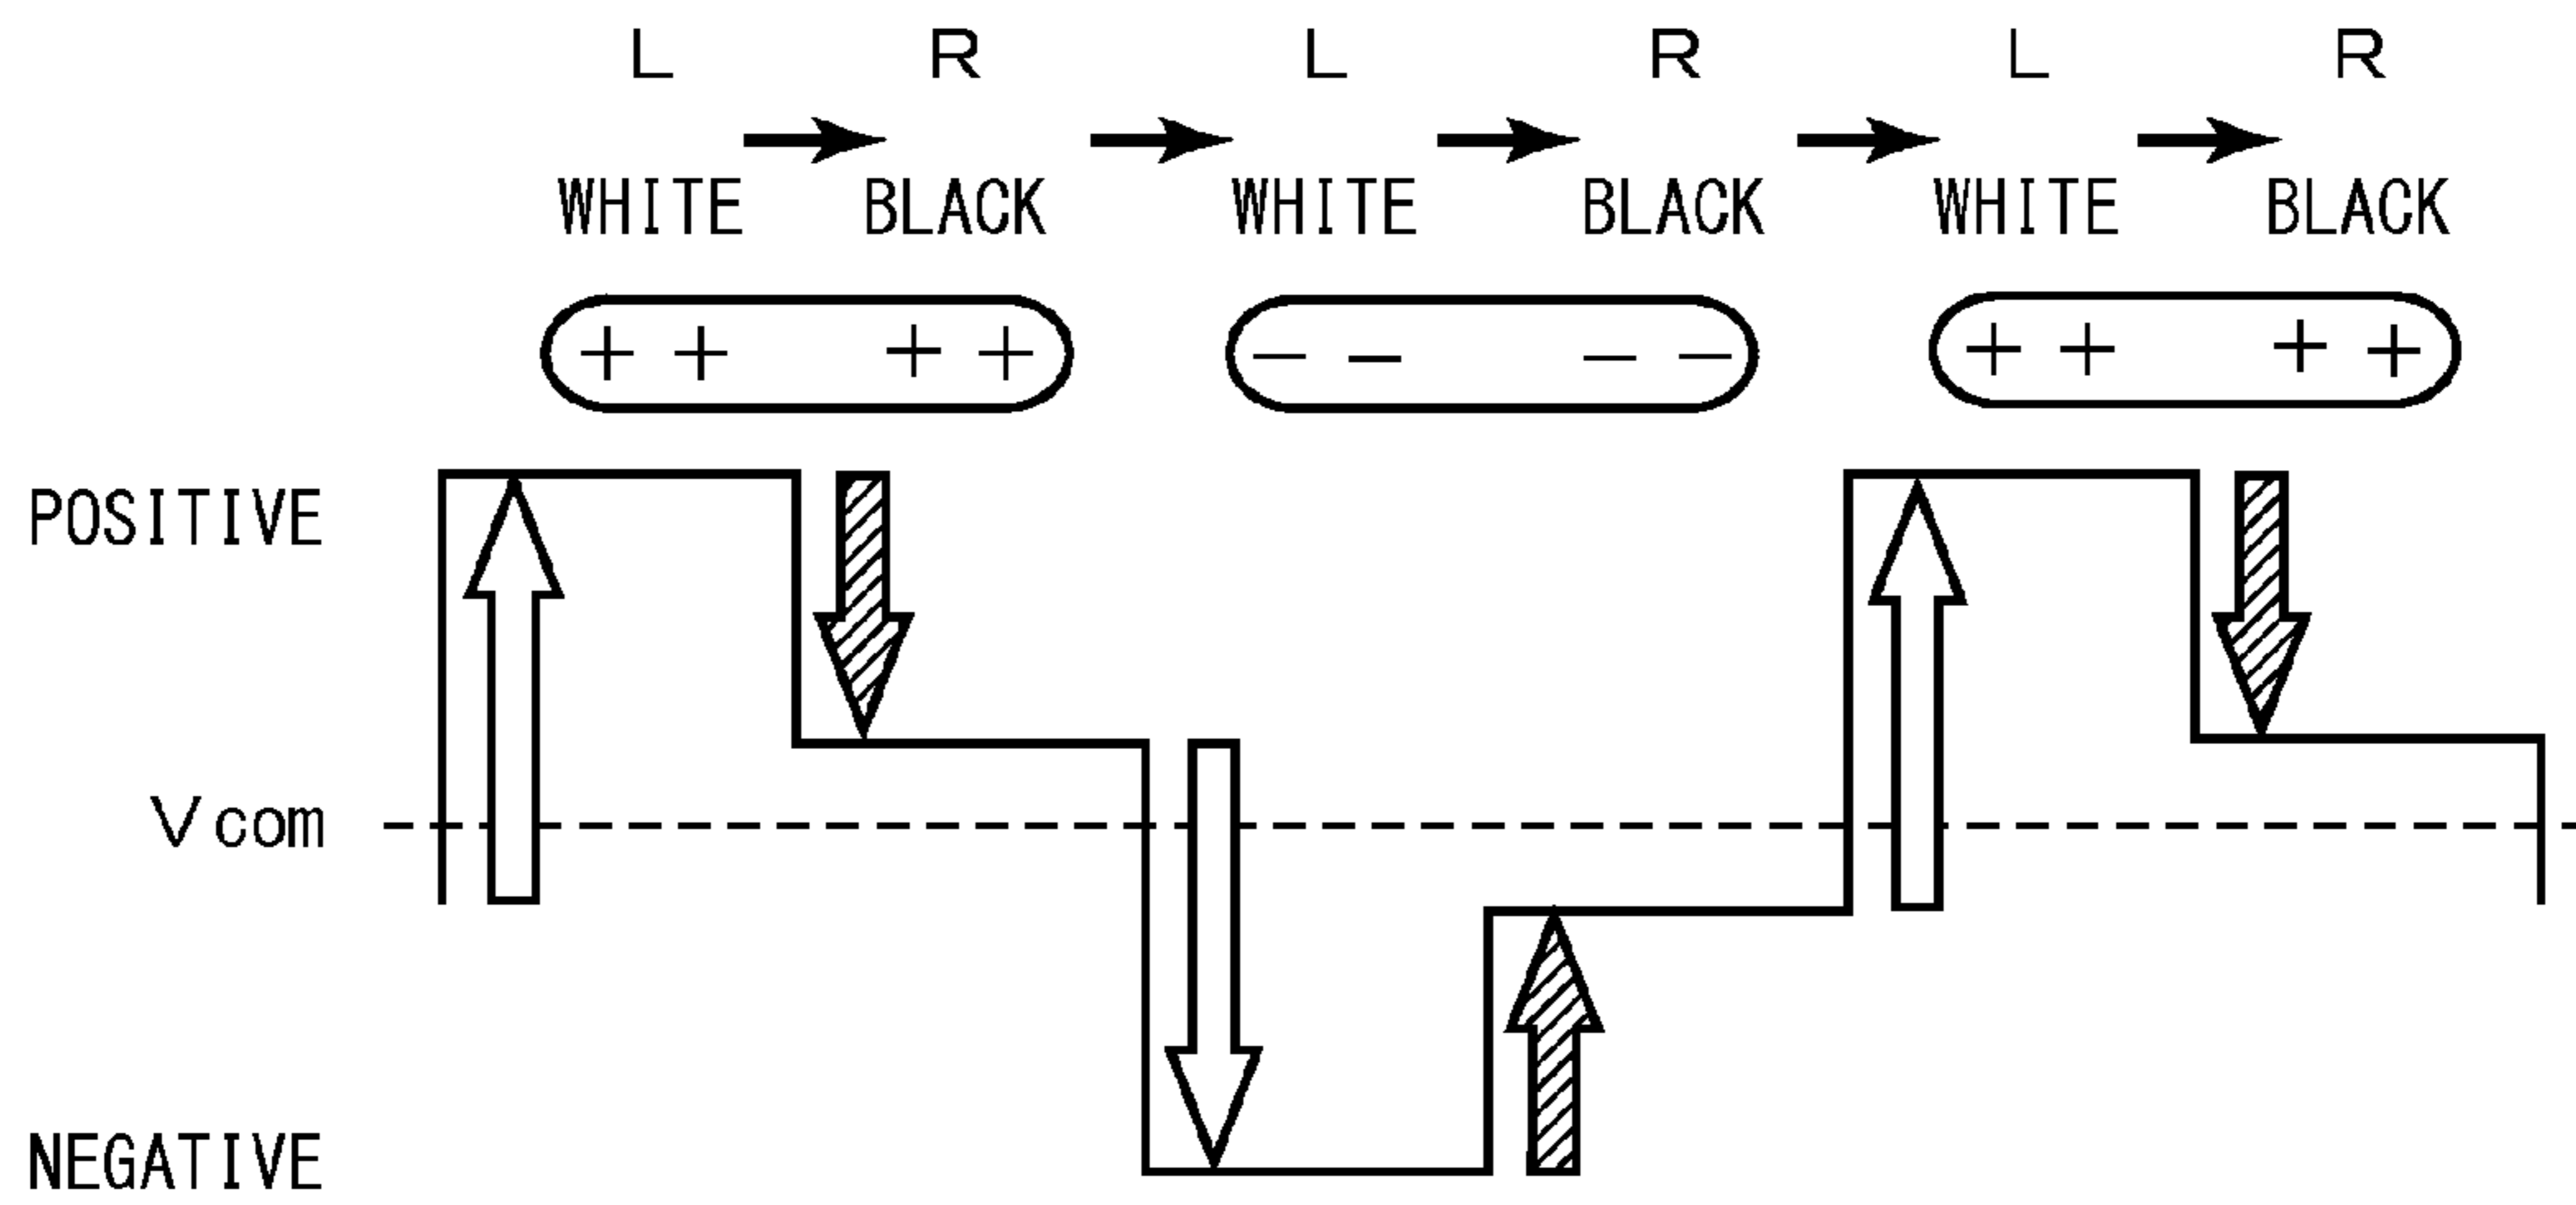 L R L R L R
WHITE BLACK WHITE BLACK WHITE BLACK
+ + + + − − − − + + + +
POSITIVE
Vcom
NEGATIVE